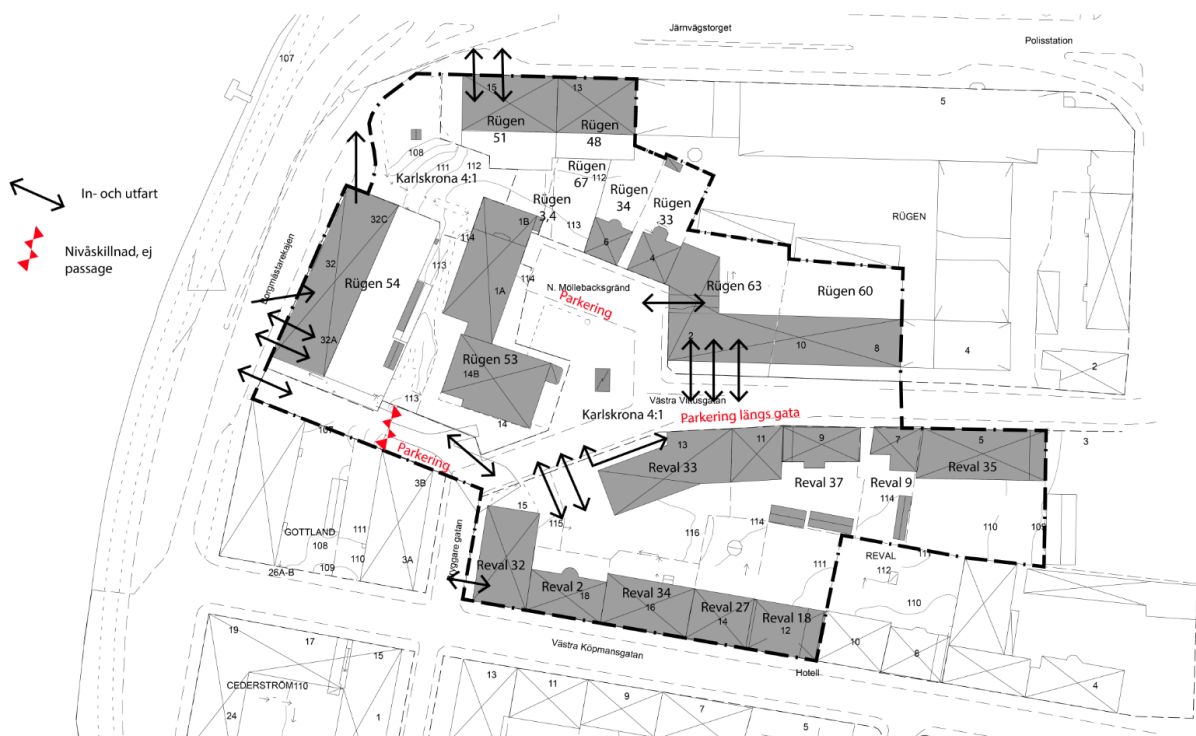 Järnvägstorget
Polisstation
107
5
15
13
Rügen
51
Rügen
48
108
111
112
Karlskrona 4:1
Rügen
67
112
Rügen
34
Rügen
3,4
Rügen
33
1B
113
In- och utfart
Nivåskillnad, ej
passage
32C
114
6
4
RÜGEN
32
Rügen 54
113
114
1A
N. Möllebacksgränd
Parkering
Rügen 63
Rügen 60
32A
2
10
8
4
2
Rügen 53
14B
Västra Vittusgatan
113
14
Karlskrona 4:1
Parkering längs gata
107
Parkering
13
11
9
7
5
3
Reval 33
Reval 37
Reval 9
Reval 35
3B
15
115
114
114
110
109
GOTTLAND
108
111
110
109
3A
26A-B
116
111
REVAL
112
111
110
Reval 32
Reval 2
18
Reval 34
16
Reval 27
14
Reval 18
12
10
8
4
Västra Köpmansgatan
Hotell
19
17
15
13
11
9
7
5
CEDERSTRÖM
110
24
1